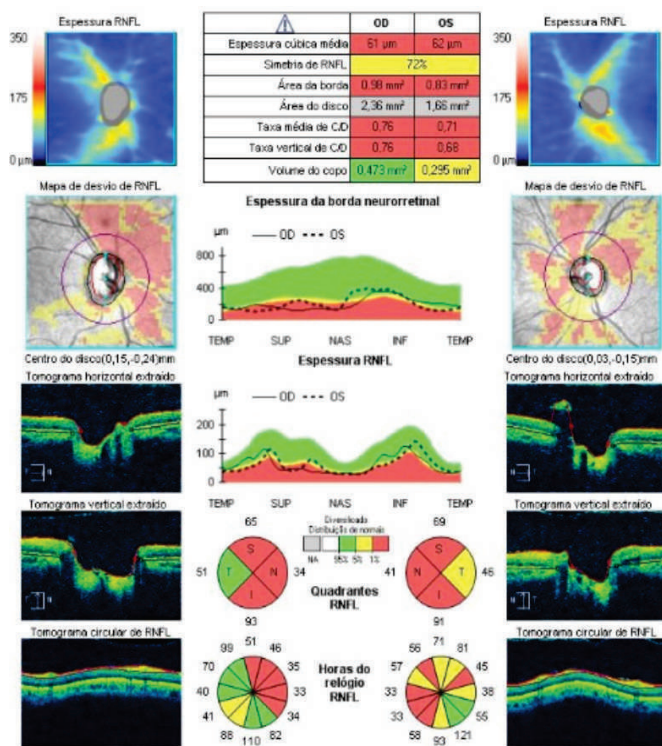 Espessura RNFL
350
175
0 µm
OD OS
Espessura cúbica média 61 µm 62 µm
Simetria de RNFL 72%
Área da borda 0,98 mm² 0,83 mm²
Área do disco 2,36 mm² 1,66 mm²
Taxa média de C/D 0,76 0,71
Taxa vertical de C/D 0,76 0,68
Volume do copo 0,473 mm² 0,295 mm²
Espessura RNFL
350
175
0 µm
Mapa de desvio de RNFL
Centro do disco(0,15,-0,24)mm
Espessura da borda neurorretinal
µm
OD OS
800
400
0
TEMP SUP NAS INF TEMP
Mapa de desvio de RNFL
Centro do disco(0,03,-0,15)mm
Tomograma horizontal extraído
T N
Espessura RNFL
µm
OD OS
200
100
0
TEMP SUP NAS INF TEMP
Tomograma horizontal extraído
Tomograma vertical extraído
Diversificada
Distribuição de normais
NA 95% 5% 1%
65
51 T S N I 34
93
Quadrantes
RNFL
69
41 N S T I 46
91
Tomograma vertical extraído
Tomograma circular de RNFL
51
99 46
70 35
40 33
41 34
88 82
110
Horas do
relógio
RNFL
71
56 81
57 45
33 38
33 55
58 121
93
Tomograma circular de RNFL